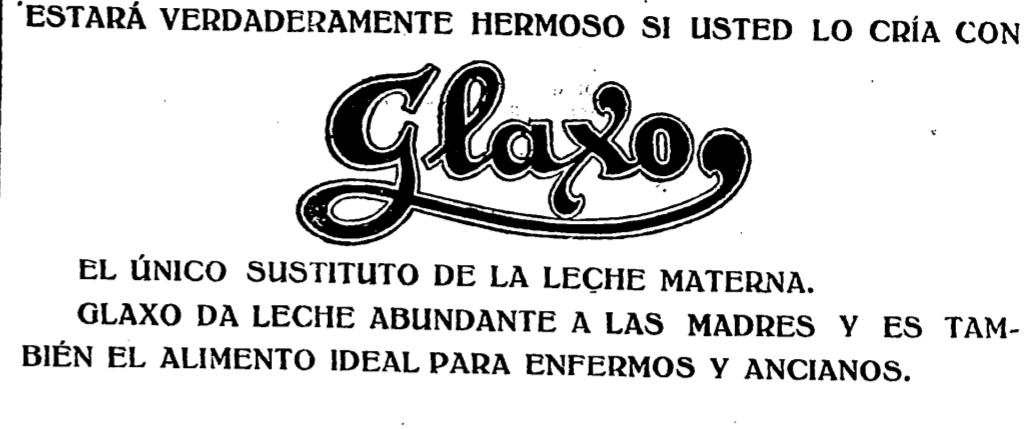 ESTARÁ VERDADERAMENTE HERMOSO SI USTED LO CRÍA CON
Glaxo
EL ÚNICO SUSTITUTO DE LA LECHE MATERNA.
GLAXO DA LECHE ABUNDANTE A LAS MADRES Y ES TAM-
BIÉN EL ALIMENTO IDEAL PARA ENFERMOS Y ANCIANOS.